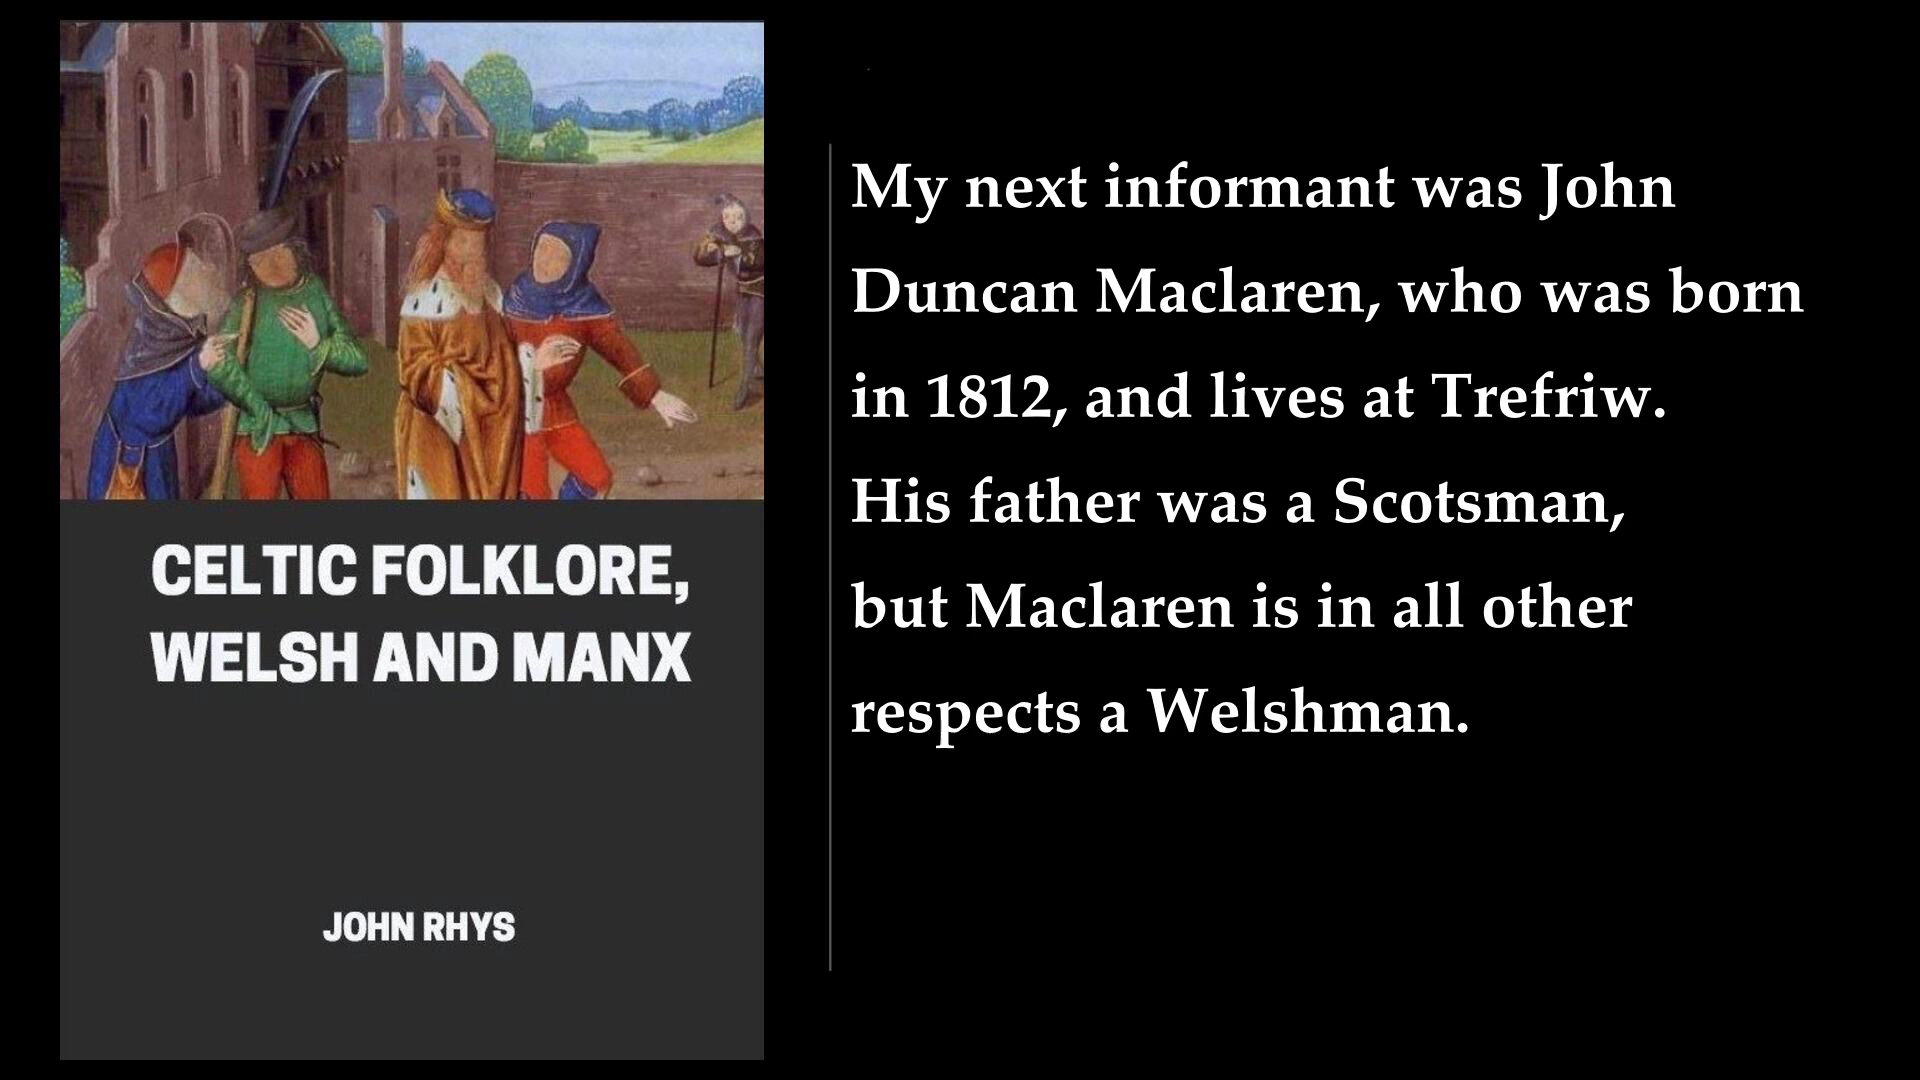 CELTIC FOLKLORE,
WELSH AND MANX
JOHN RHYS
My next informant was John
Duncan Maclaren, who was born
in 1812, and lives at Trefriw.
His father was a Scotsman,
but Maclaren is in all other
respects a Welshman.